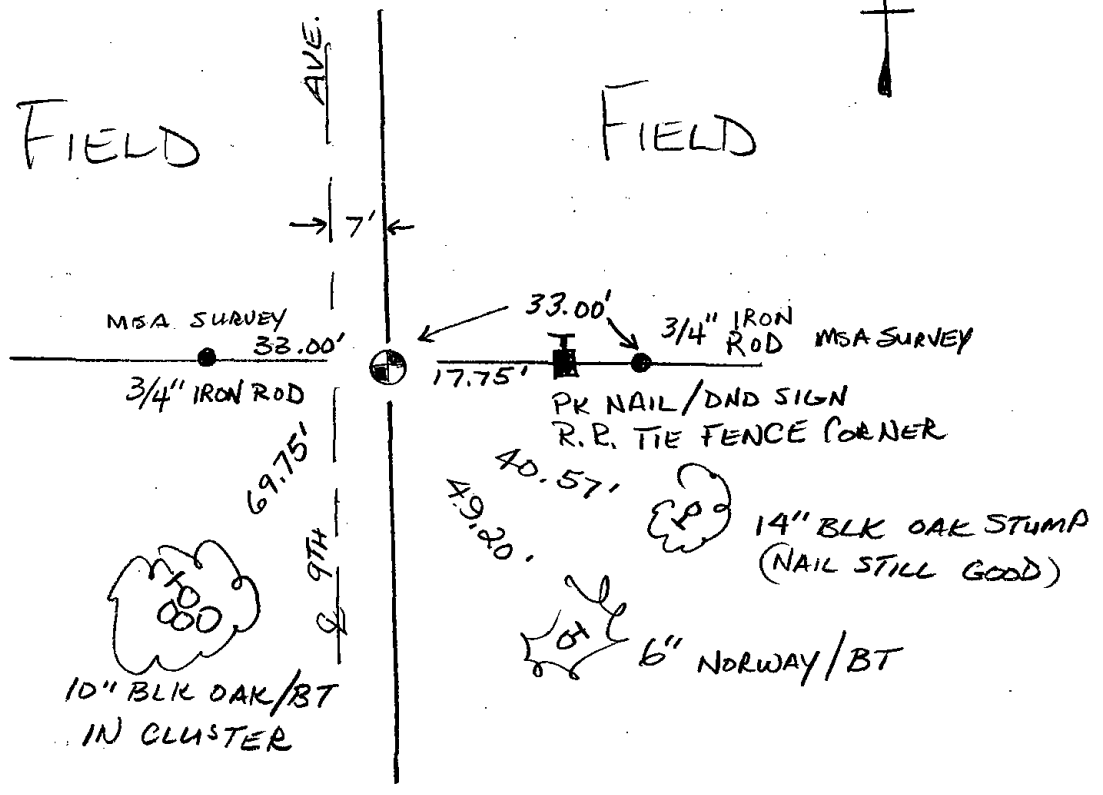 AVE.
FIELD
FIELD
7'
33.00'
MSA SURVEY
33.00'
3/4" IRON
ROD MSA SURVEY
17.75'
3/4" IRON ROD
PK NAIL/DND SIGN
R.R. TIE FENCE CORNER
69.75'
40.57'
49.20'
14" BLK OAK STUMP
(NAIL STILL GOOD)
℄ 9TH
6" NORWAY/BT
10" BLK OAK/BT
IN CLUSTER